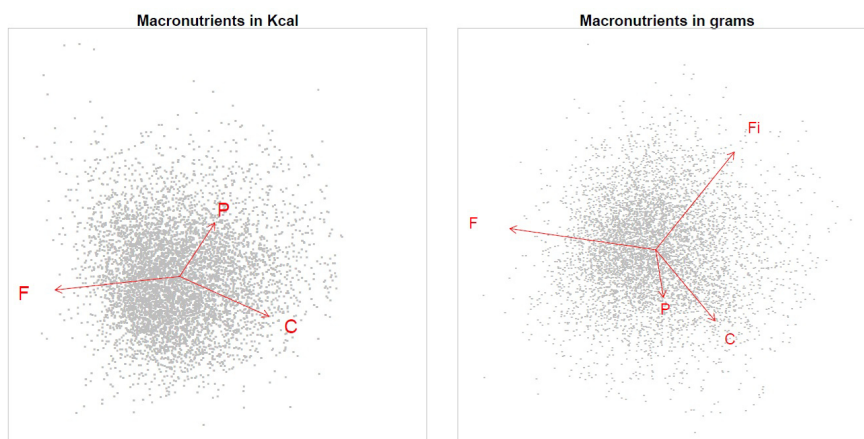 Macronutrients in Kcal
P
F
C
Macronutrients in grams
Fi
F
P
C